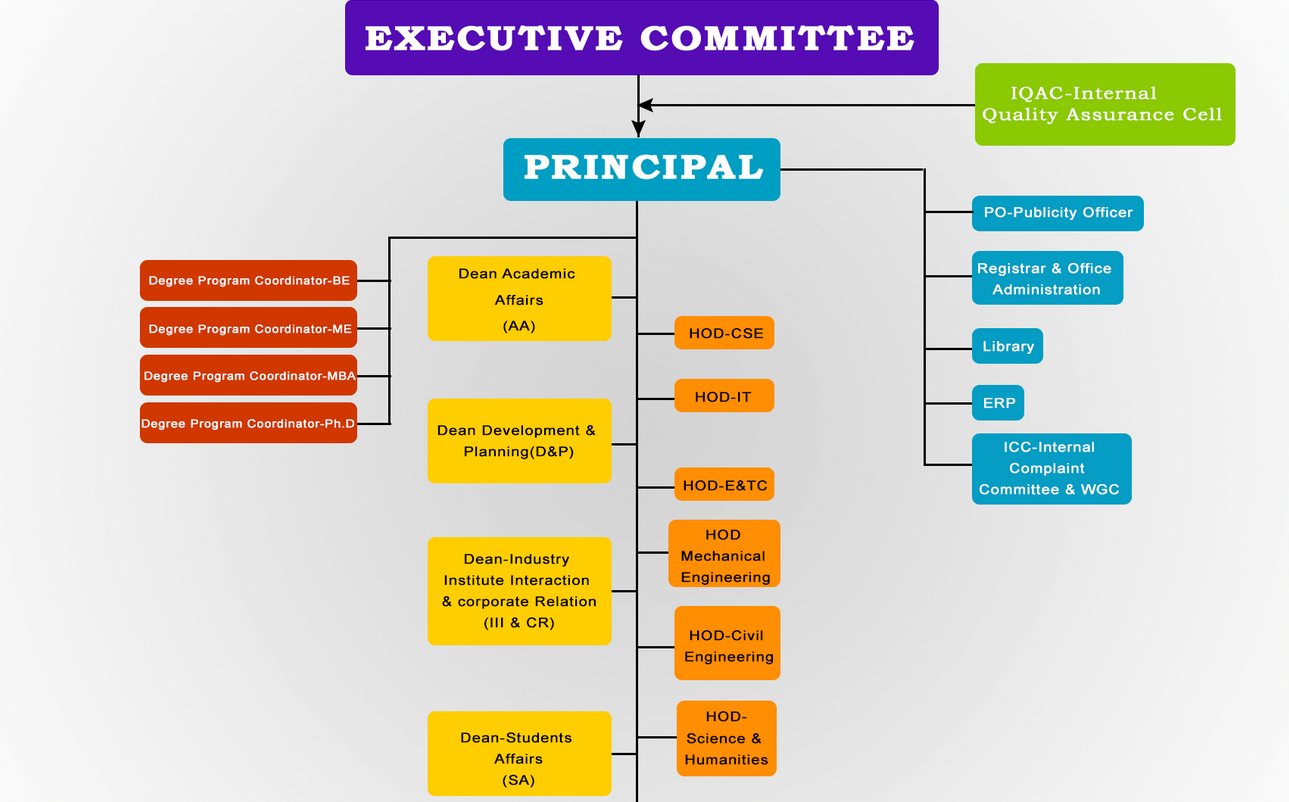 EXECUTIVE COMMITTEE
IQAC-Internal
Quality Assurance Cell
PRINCIPAL
PO-Publicity Officer
Registrar & Office
Administration
Library
ERP
ICC-Internal
Complaint
Committee & WGC
Degree Program Coordinator-BE
Degree Program Coordinator-ME
Degree Program Coordinator-MBA
Degree Program Coordinator-Ph.D
Dean Academic
Affairs
(AA)
Dean Development &
Planning(D&P)
Dean-Industry
Institute Interaction
& corporate Relation
(III & CR)
Dean-Students
Affairs
(SA)
HOD-CSE
HOD-IT
HOD-E&TC
HOD
Mechanical
Engineering
HOD-Civil
Engineering
HOD-
Science &
Humanities